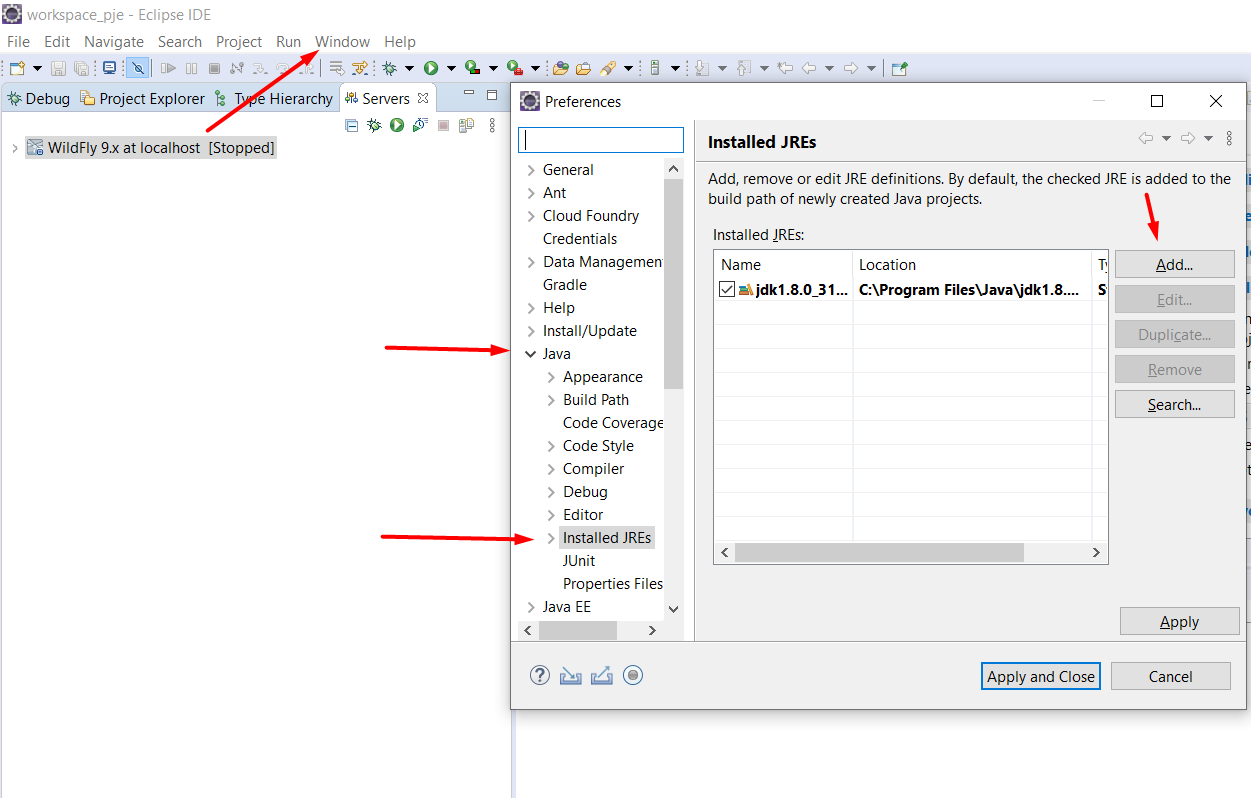 workspace_pje - Eclipse IDE
File Edit Navigate Search Project Run Window Help
Debug Project Explorer Type Hierarchy Servers
WildFly 9.x at localhost [Stopped]
Preferences
General
Ant
Cloud Foundry
Credentials
Data Managemen
Gradle
Help
Install/Update
Java
Appearance
Build Path
Code Coverage
Code Style
Compiler
Debug
Editor
Installed JREs
JUnit
Properties Files
Java EE
Installed JREs
Add, remove or edit JRE definitions. By default, the checked JRE is added to the
build path of newly created Java projects.
Installed JREs:
Name Location
jdk1.8.0_31... C:\Program Files\Java\jdk1.8....
Add...
Edit...
Duplicate...
Remove
Search...
Apply
Apply and Close Cancel